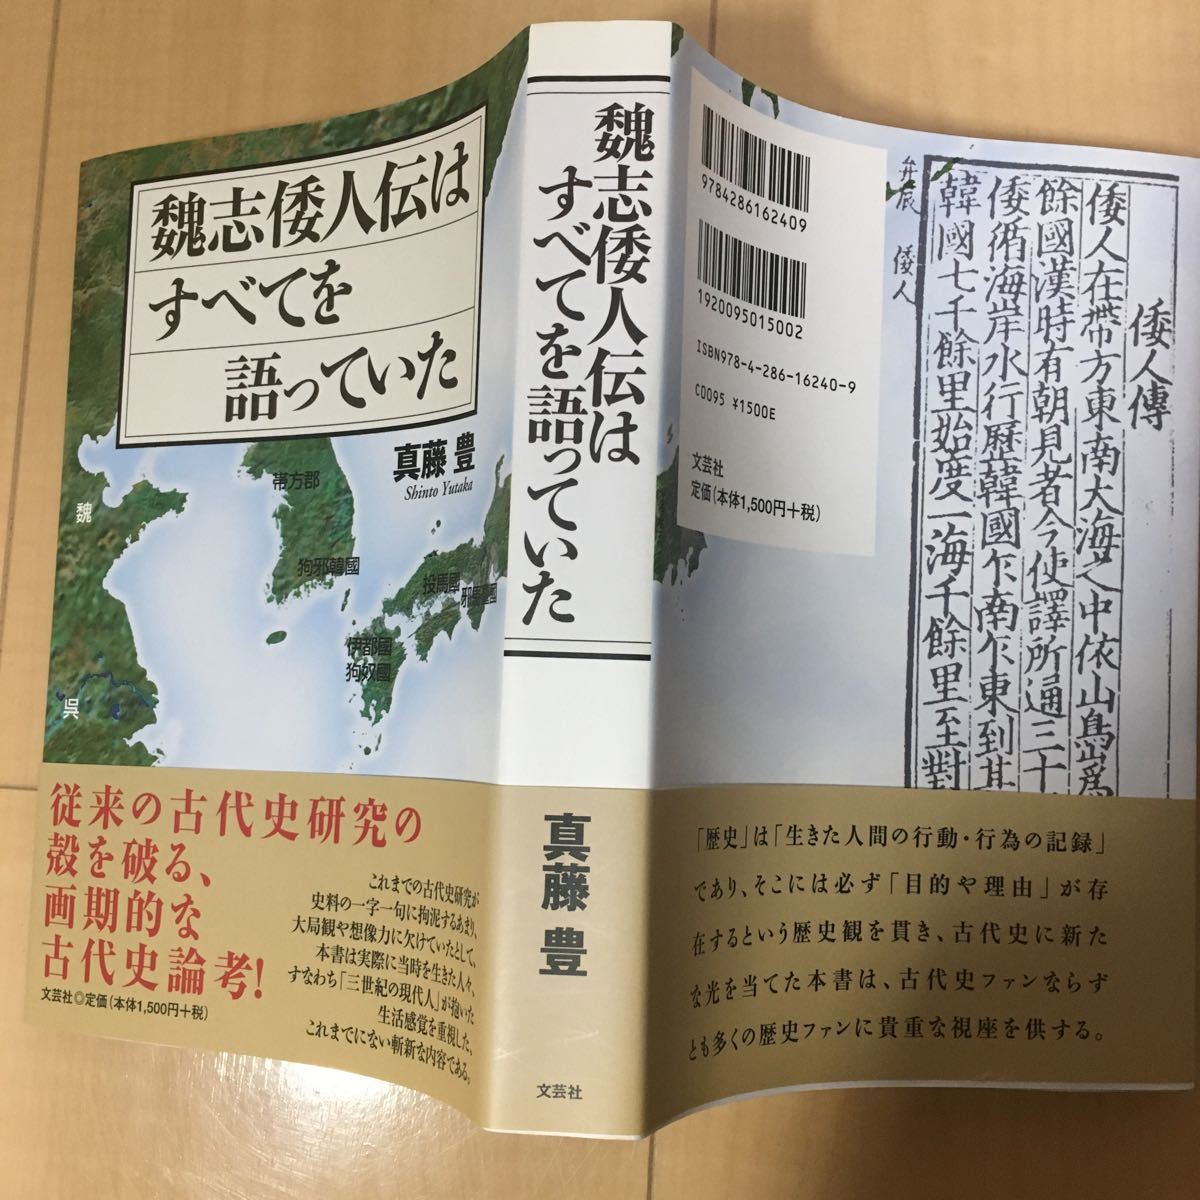 魏志倭人伝は
すべてを
語っていた
真藤 豊
Shinto Yutaka
帯方郡
魏
狗邪韓國
投馬國
邪馬臺國
伊都國
狗奴國
呉
従来の古代史研究の
殻を破る、
画期的な
古代史論考!
文芸社◎定価(本体1,500円+税)
これまでの古代史研究が
史料の一字一句に拘泥するあまり、
大局観や想像力に欠けていたとして、
本書は実際に当時を生きた人々、
すなわち「三世紀の現代人」が抱いた
生活感覚を重視した、
これまでにない斬新な内容である。
魏志倭人伝は
すべてを語っていた
真藤 豊
文芸社
9784286162409
1920095015002
ISBN978-4-286-16240-9
C0095 ¥1500E
文芸社
定価(本体1,500円+税)
倭人傳
倭人在帶方東南大海之中依山島爲
餘國漢時有朝見者今使譯所通三十
倭循海岸水行歷韓國乍南乍東到其
韓國七千餘里始度一海千餘里至對
弁辰 倭人
「歴史」は「生きた人間の行動・行為の記録」
であり、そこには必ず「目的や理由」が存
在するという歴史観を貫き、古代史に新た
な光を当てた本書は、古代史ファンならず
とも多くの歴史ファンに貴重な視座を供する。